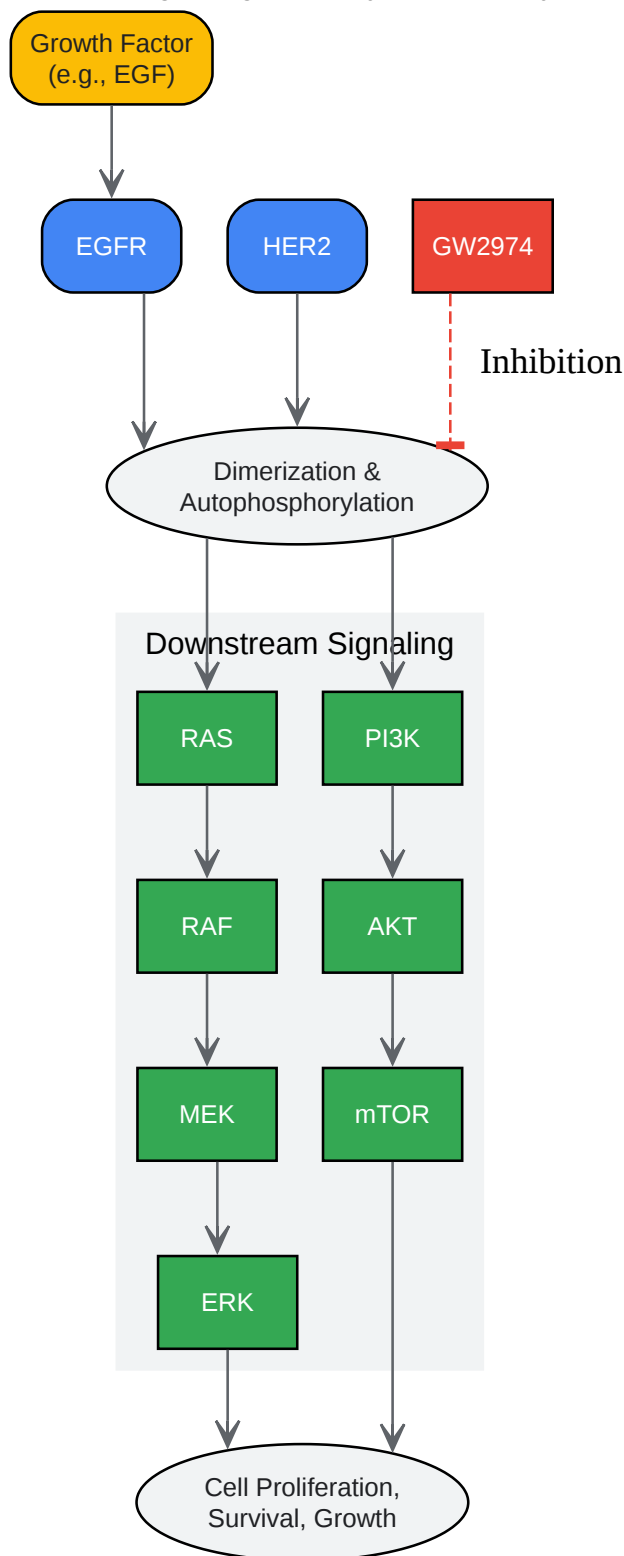 Growth Factor
(e.g., EGF)
EGFR
HER2
GW2974
Inhibition
Dimerization &
Autophosphorylation
Downstream Signaling
RAS
PI3K
RAF
AKT
MEK
mTOR
ERK
Cell Proliferation,
Survival, Growth